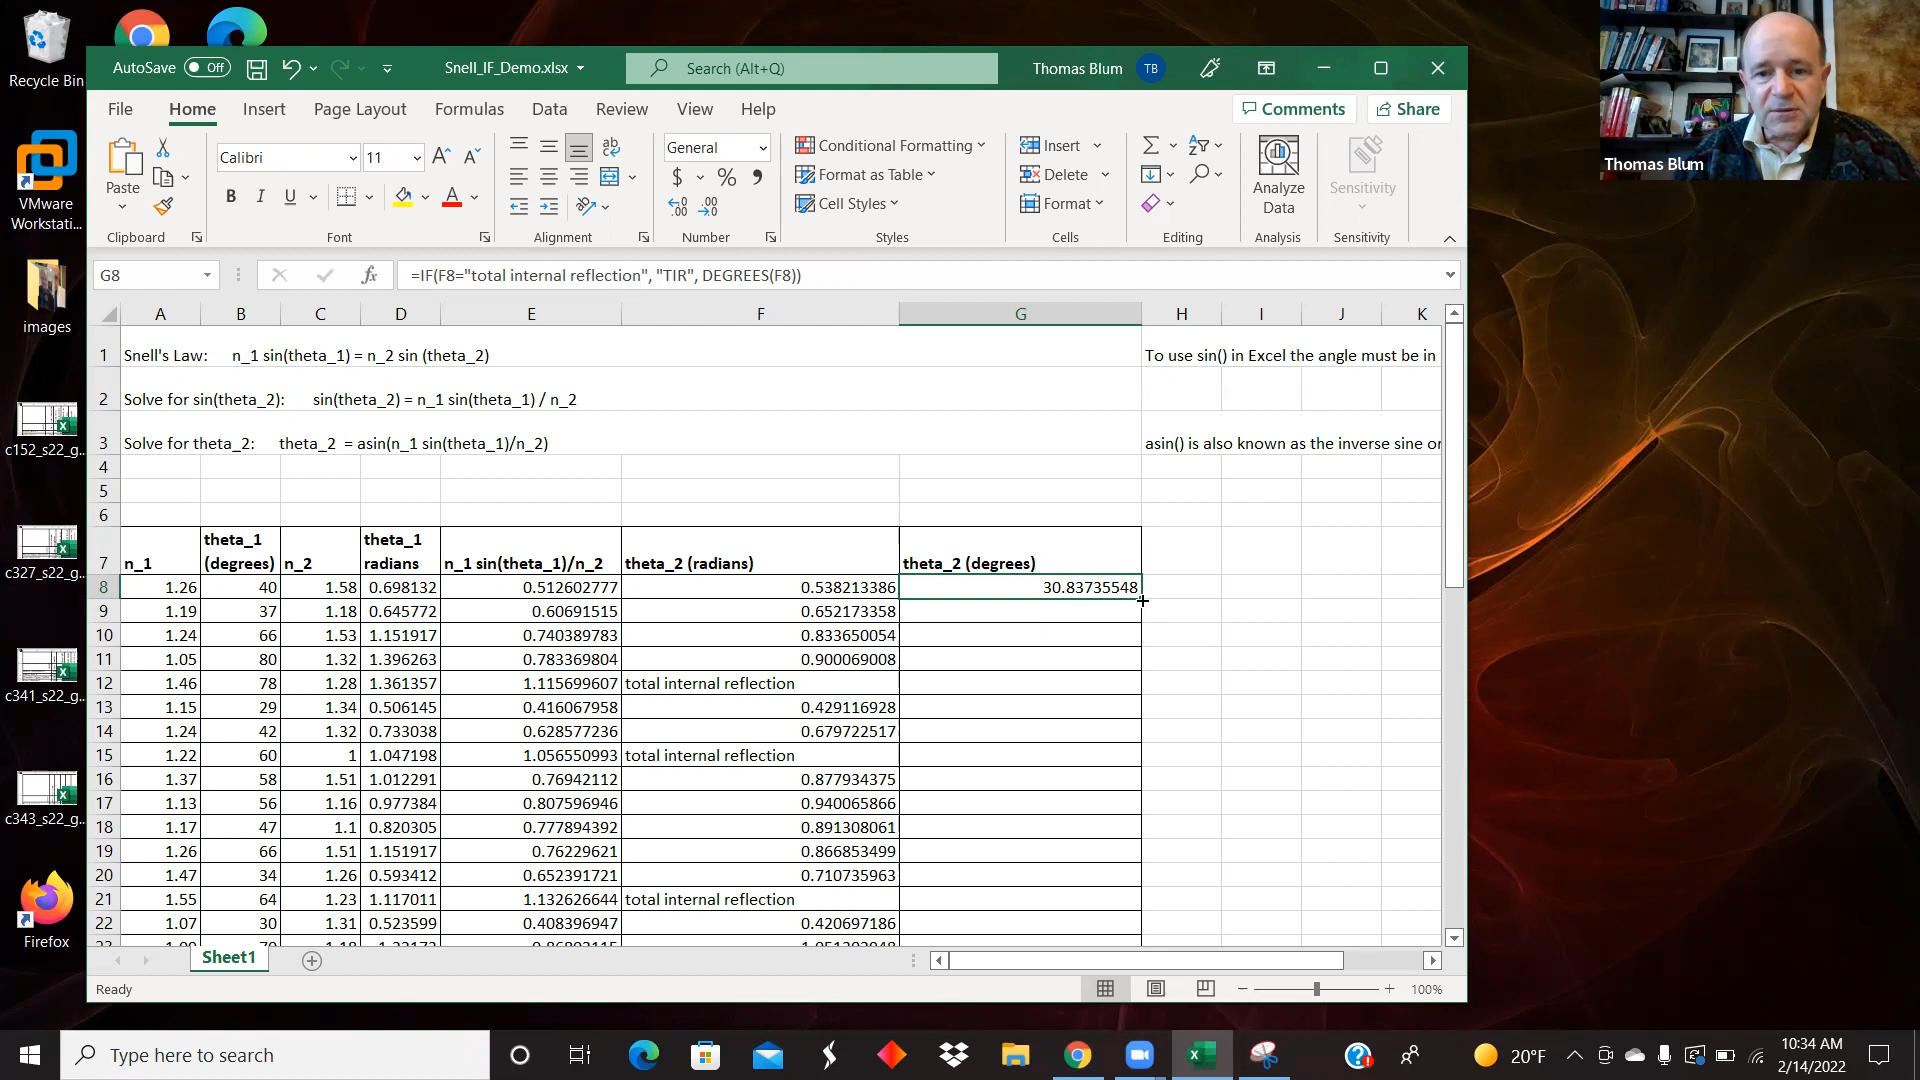 Recycle Bin
VMware
Workstati...
images
c152_s22_g...
c327_s22_g...
c341_s22_g...
c343_s22_g...
Firefox
AutoSave Off Snell_IF_Demo.xlsx Search (Alt+Q) Thomas Blum TB
File Home Insert Page Layout Formulas Data Review View Help Comments Share
Paste
Calibri 11
General
Conditional Formatting
Format as Table
Cell Styles
Insert
Delete
Format
Analyze
Data
Sensitivity
Clipboard Font Alignment Number Styles Cells Editing Analysis Sensitivity
G8 fx =IF(F8="total internal reflection", "TIR", DEGREES(F8))
A B C D E F G H I J K
1 Snell's Law: n_1 sin(theta_1) = n_2 sin (theta_2) To use sin() in Excel the angle must be in
2 Solve for sin(theta_2): sin(theta_2) = n_1 sin(theta_1) / n_2
3 Solve for theta_2: theta_2 = asin(n_1 sin(theta_1)/n_2) asin() is also known as the inverse sine or
4
5
6
7 n_1 theta_1 (degrees) n_2 theta_1 radians n_1 sin(theta_1)/n_2 theta_2 (radians) theta_2 (degrees)
8 1.26 40 1.58 0.698132 0.512602777 0.538213386 30.83735548
9 1.19 37 1.18 0.645772 0.60691515 0.652173358
10 1.24 66 1.53 1.151917 0.740389783 0.833650054
11 1.05 80 1.32 1.396263 0.783369804 0.900069008
12 1.46 78 1.28 1.361357 1.115699607 total internal reflection
13 1.15 29 1.34 0.506145 0.416067958 0.429116928
14 1.24 42 1.32 0.733038 0.628577236 0.679722517
15 1.22 60 1 1.047198 1.056550993 total internal reflection
16 1.37 58 1.51 1.012291 0.76942112 0.877934375
17 1.13 56 1.16 0.977384 0.807596946 0.940065866
18 1.17 47 1.1 0.820305 0.777894392 0.891308061
19 1.26 66 1.51 1.151917 0.76229621 0.866853499
20 1.47 34 1.26 0.593412 0.652391721 0.710735963
21 1.55 64 1.23 1.117011 1.132626644 total internal reflection
22 1.07 30 1.31 0.523599 0.408396947 0.420697186
Sheet1
Ready 100%
Thomas Blum
Type here to search
20°F
10:34 AM
2/14/2022